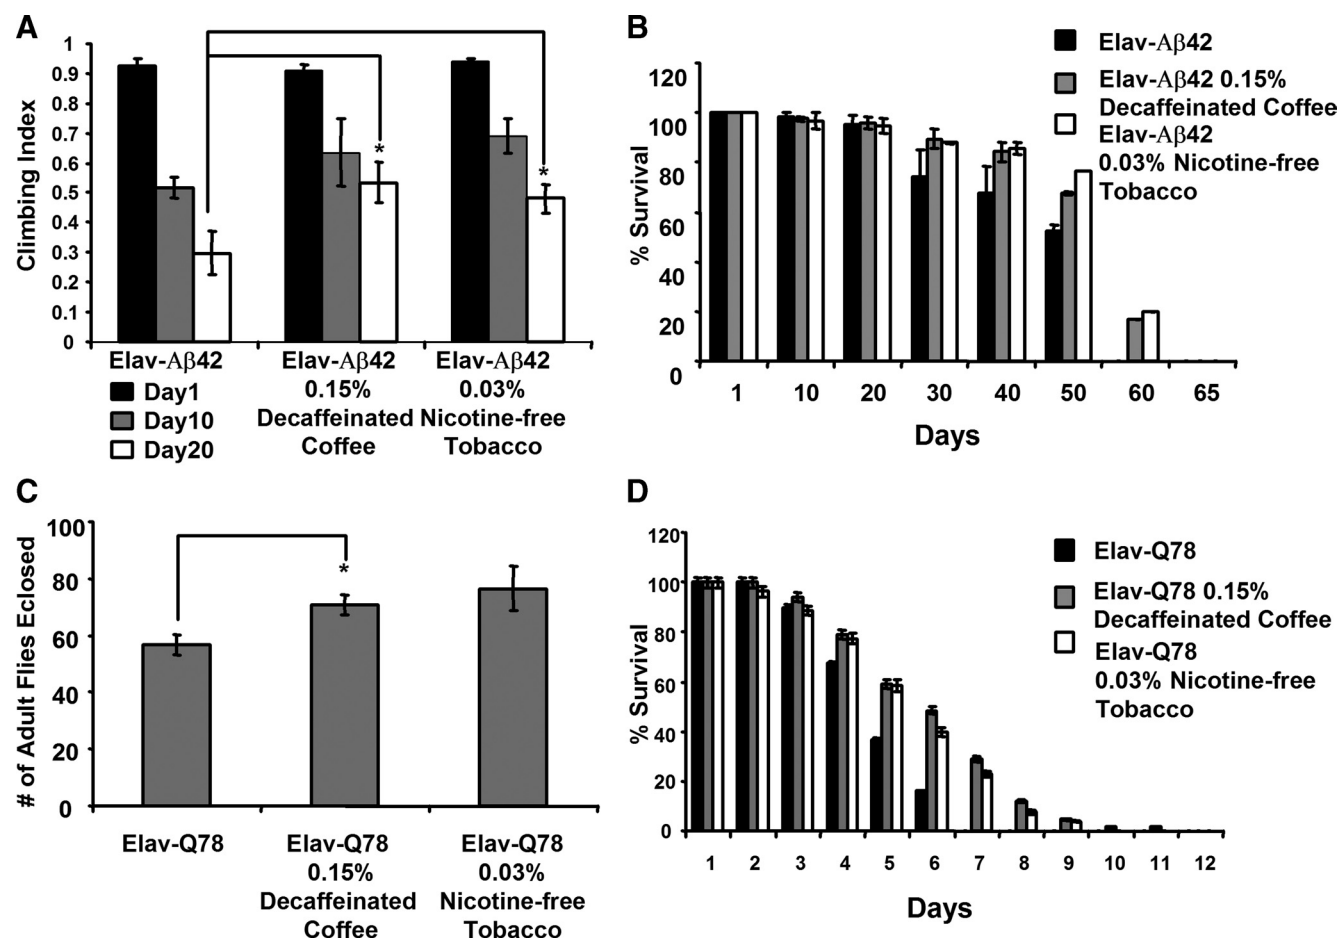 A
1
0.9
0.8
0.7
0.6
0.5
0.4
0.3
0.2
0.1
0
Climbing Index
*
*
Elav-Aβ42
Elav-Aβ42
0.15%
Decaffeinated
Coffee
Elav-Aβ42
0.03%
Nicotine-free
Tobacco
Day1
Day10
Day20
B
120
100
80
60
40
20
0
% Survival
1 10 20 30 40 50 60 65
Days
Elav-Aβ42
Elav-Aβ42 0.15%
Decaffeinated Coffee
Elav-Aβ42
0.03% Nicotine-free
Tobacco
C
100
80
60
40
20
0
# of Adult Flies Eclosed
*
Elav-Q78
Elav-Q78
0.15%
Decaffeinated
Coffee
Elav-Q78
0.03%
Nicotine-free
Tobacco
D
120
100
80
60
40
20
0
% Survival
1 2 3 4 5 6 7 8 9 10 11 12
Days
Elav-Q78
Elav-Q78 0.15%
Decaffeinated Coffee
Elav-Q78
0.03% Nicotine-free
Tobacco